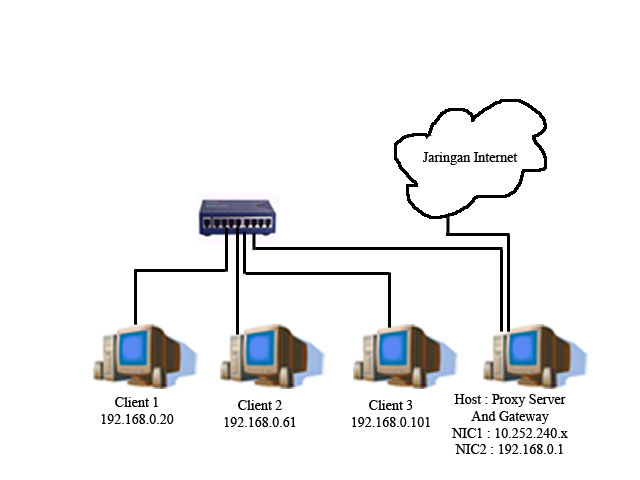 Jaringan Internet
Client 1
192.168.0.20
Client 2
192.168.0.61
Client 3
192.168.0.101
Host : Proxy Server
And Gateway
NIC1 : 10.252.240.x
NIC2 : 192.168.0.1